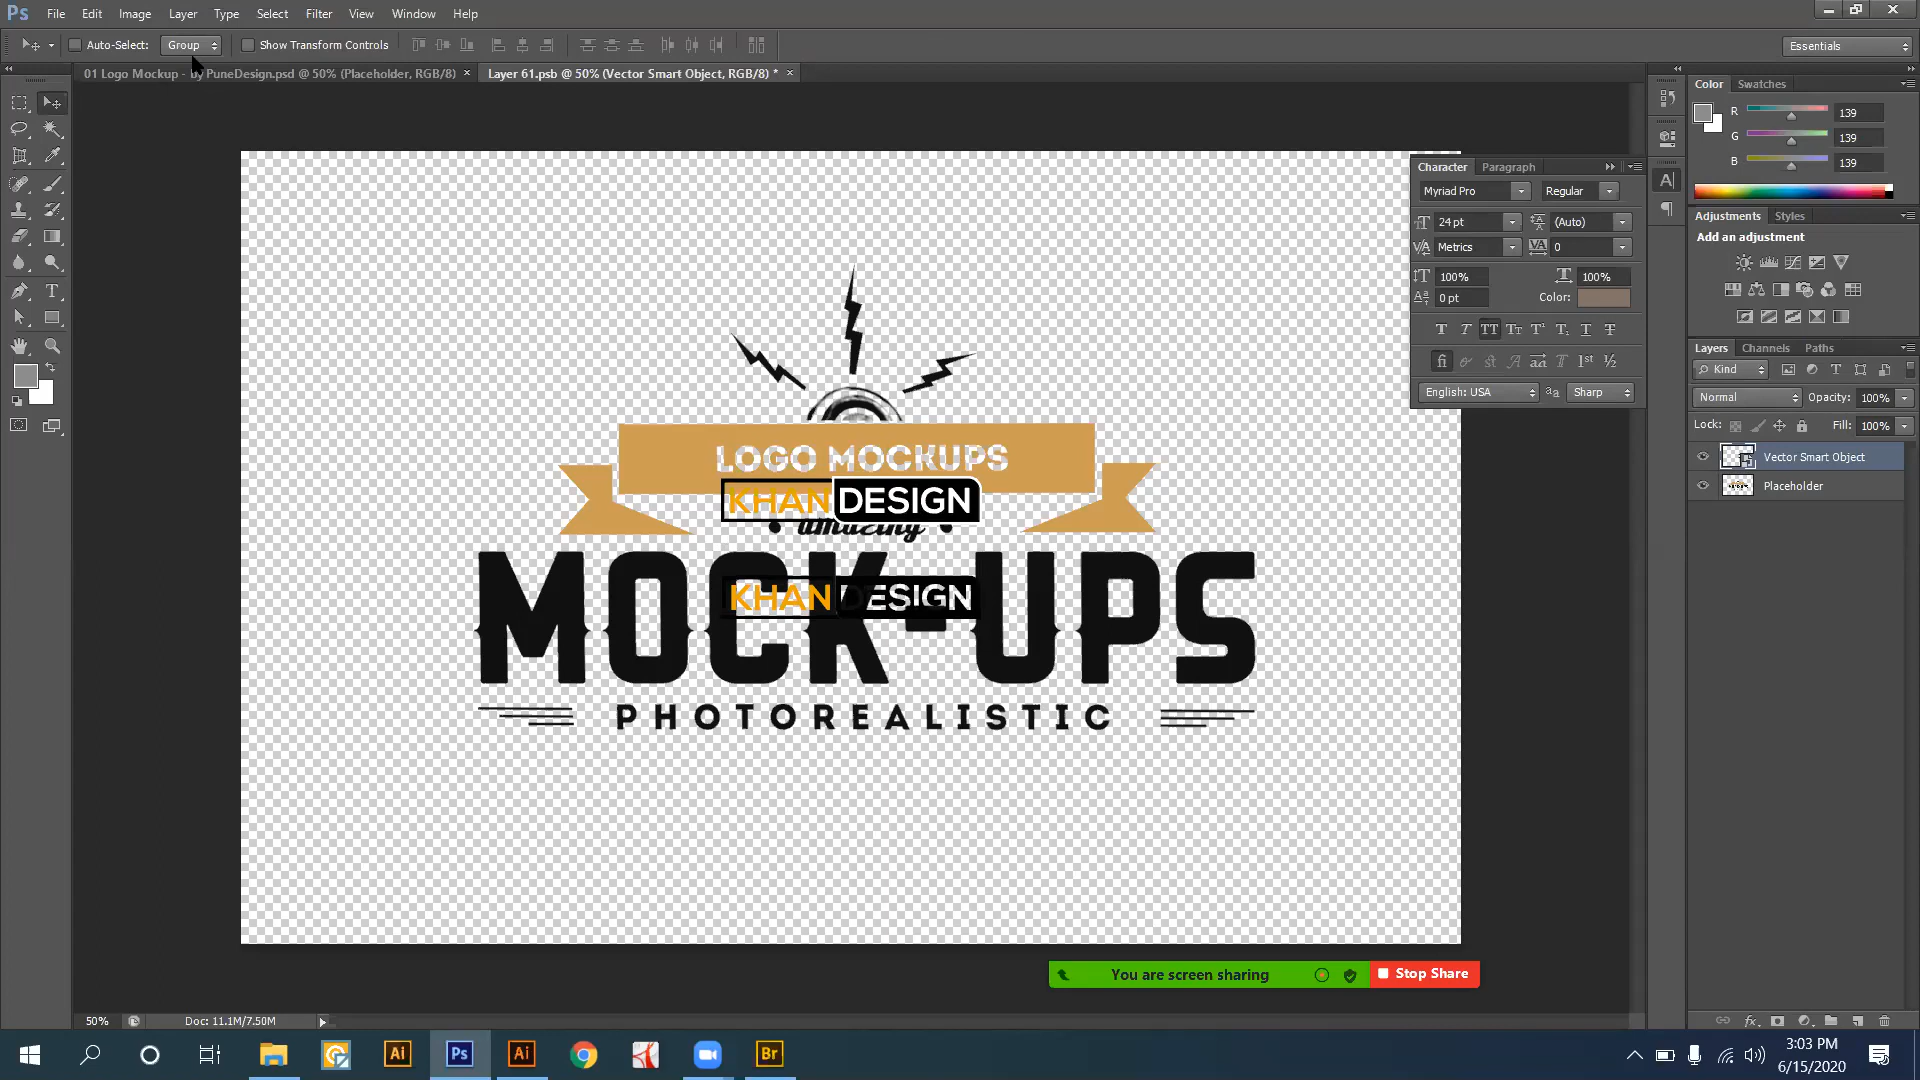 Ps File Edit Image Layer Type Select Filter View Window Help
Auto-Select: Group Show Transform Controls Essentials
01 Logo Mockup - by PuneDesign.psd @ 50% (Placeholder, RGB/8) × Layer 61.psb @ 50% (Vector Smart Object, RGB/8) * ×
Color Swatches
R 139
G 139
B 139
Character Paragraph
Myriad Pro Regular
24 pt (Auto)
Metrics 0
100% 100%
0 pt Color:
English: USA Sharp
Adjustments Styles
Add an adjustment
Layers Channels Paths
Kind
Normal Opacity: 100%
Lock: Fill: 100%
Vector Smart Object
Placeholder
LOGO MOCKUPS
KHAN DESIGN
amazing
MOCK-UPS
KHAN DESIGN
PHOTOREALISTIC
You are screen sharing Stop Share
50% Doc: 11.1M/7.50M
Ai Ps Ai Br
3:03 PM
6/15/2020